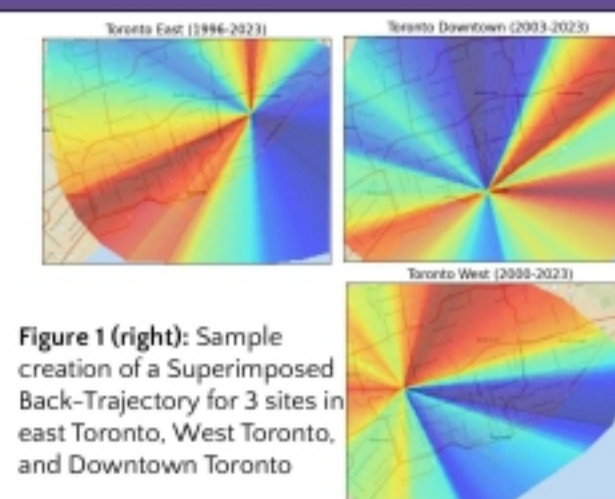 Toronto East (1996-2023)
Toronto Downtown (2003-2023)
Toronto West (2000-2023)
Figure 1 (right): Sample
creation of a Superimposed
Back-Trajectory for 3 sites in
east Toronto, West Toronto,
and Downtown Toronto